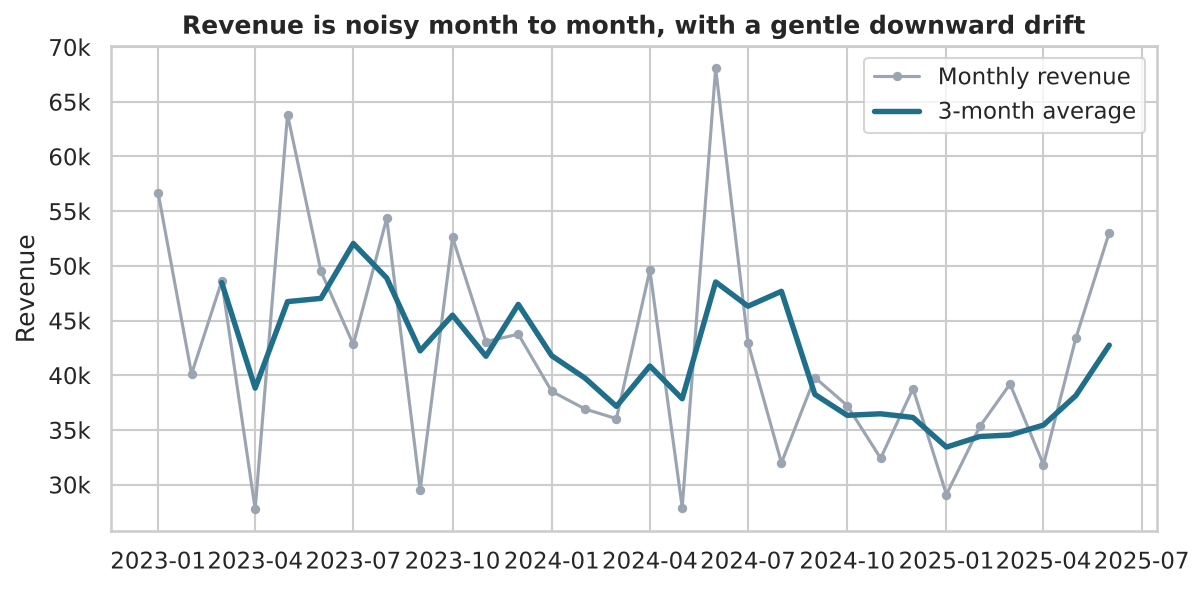 Revenue is noisy month to month, with a gentle downward drift
70k
65k
60k
55k
50k
45k
40k
35k
30k
Revenue
Monthly revenue
3-month average
2023-01 2023-04 2023-07 2023-10 2024-01 2024-04 2024-07 2024-10 2025-01 2025-04 2025-07